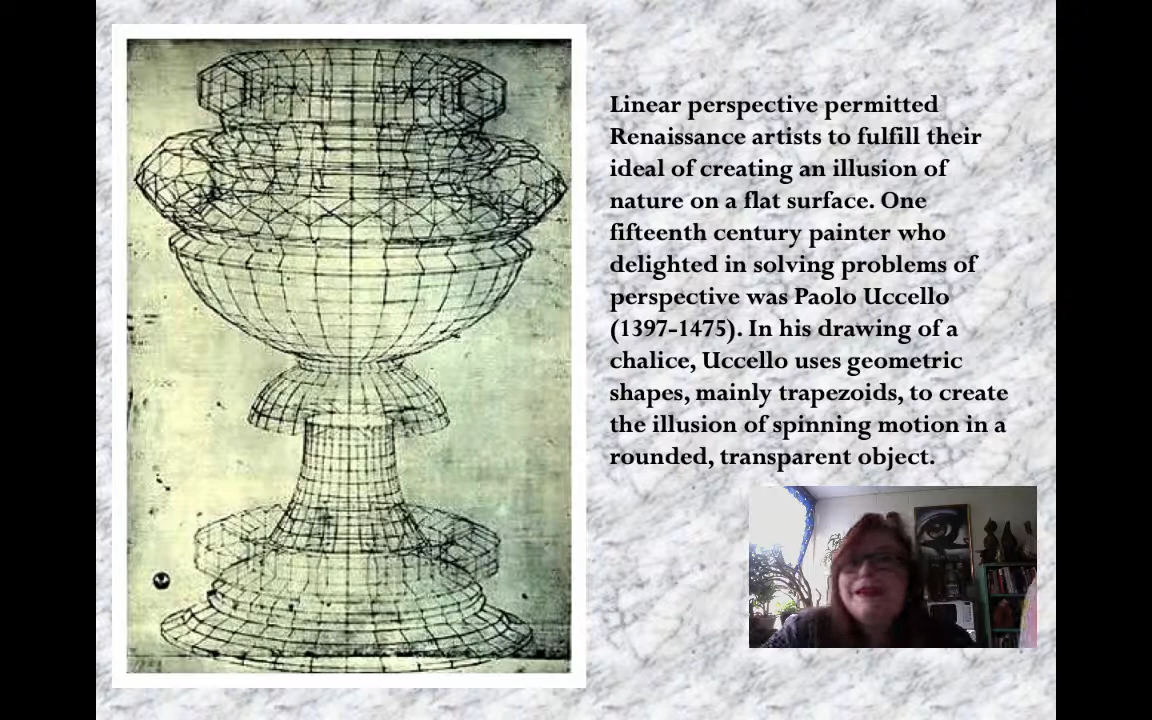 Linear perspective permitted
Renaissance artists to fulfill their
ideal of creating an illusion of
nature on a flat surface. One
fifteenth century painter who
delighted in solving problems of
perspective was Paolo Uccello
(1397-1475). In his drawing of a
chalice, Uccello uses geometric
shapes, mainly trapezoids, to create
the illusion of spinning motion in a
rounded, transparent object.